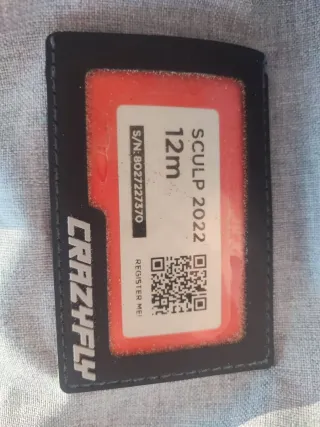 SCULP 2022
12m
S/N: 8027227370
REGISTER ME!
CRAZYFLY